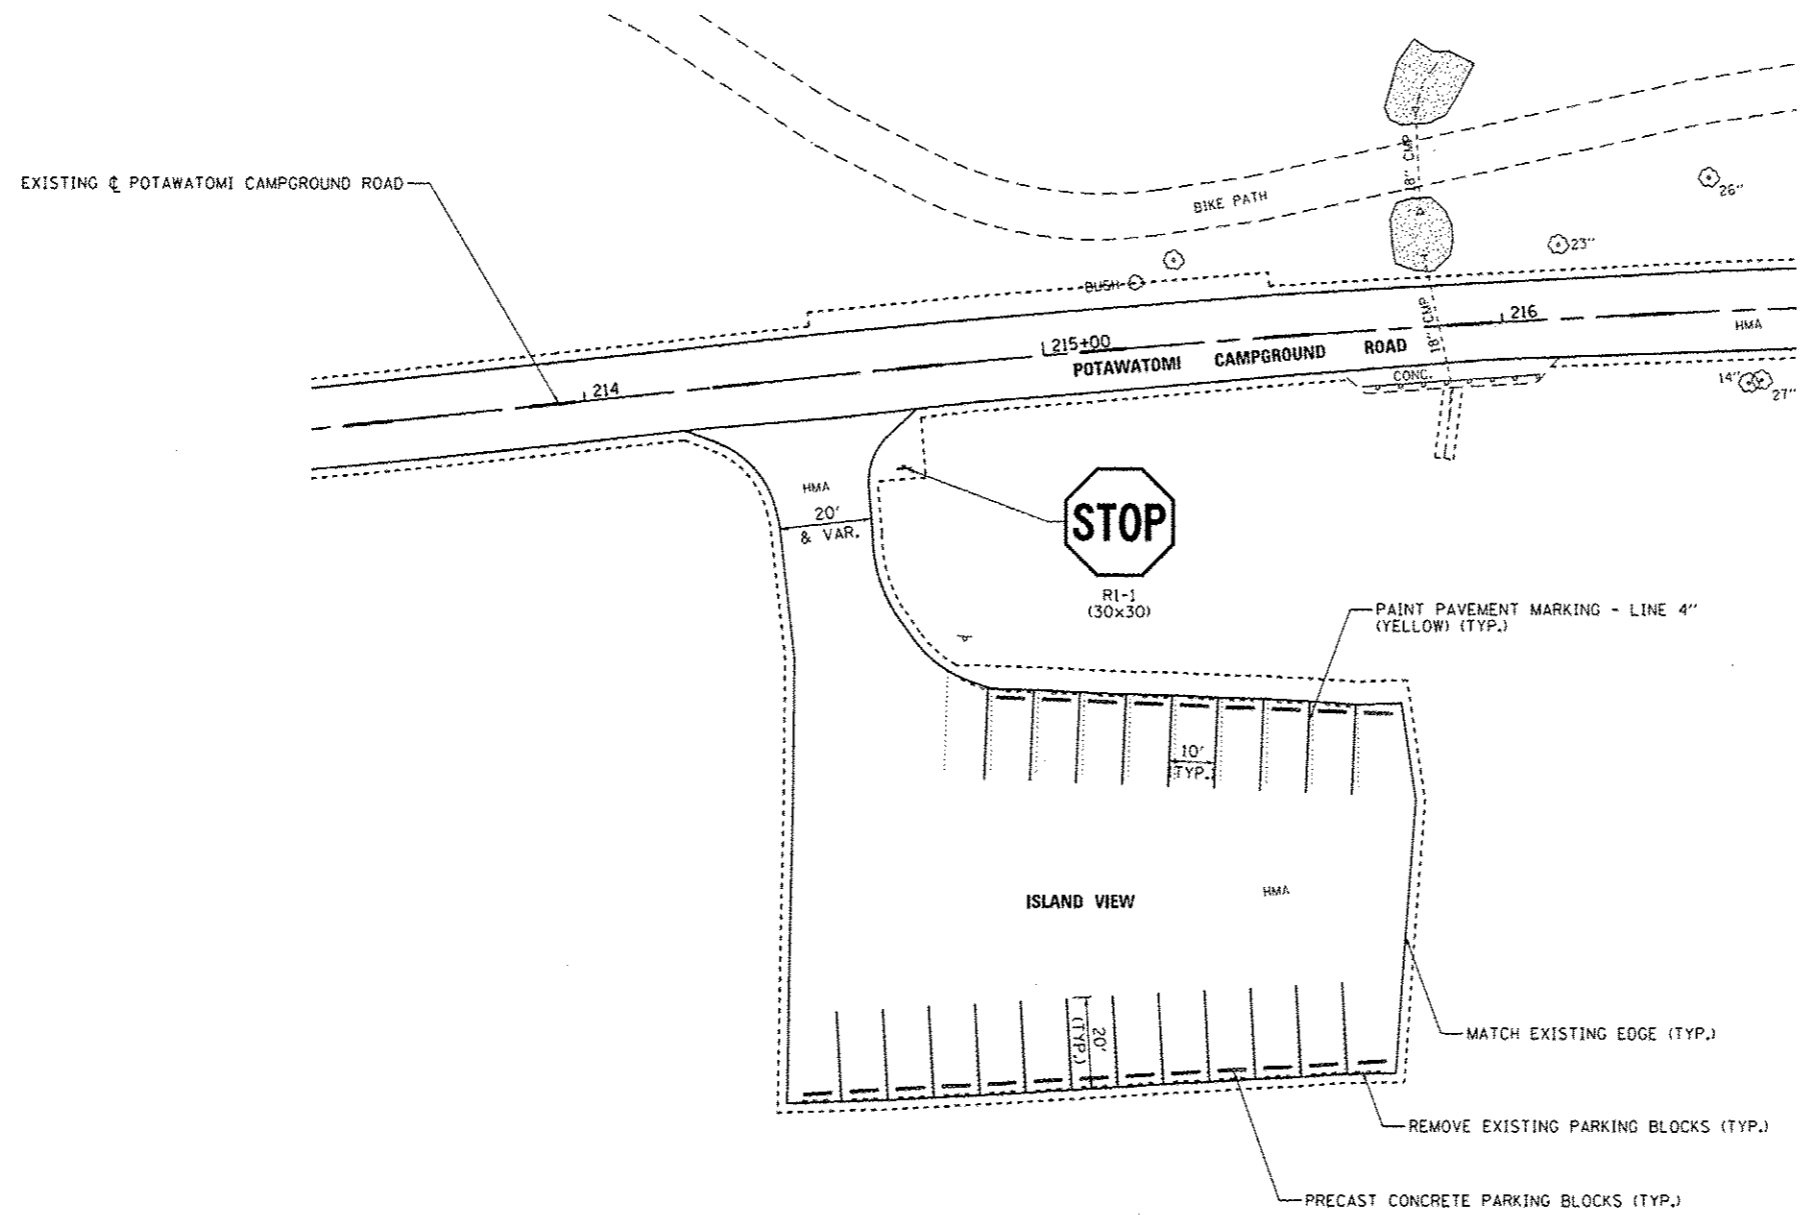 EXISTING ℄ POTAWATOMI CAMPGROUND ROAD
18" CMP
BIKE PATH
26"
23"
BUSH
216
HMA
18" CMP
215+00
POTAWATOMI CAMPGROUND ROAD
CONC.
14"
27"
214
HMA
20'
& VAR.
STOP
R1-1
(30x30)
PAINT PAVEMENT MARKING - LINE 4"
(YELLOW) (TYP.)
10'
(TYP.)
ISLAND VIEW
HMA
20'
(TYP.)
MATCH EXISTING EDGE (TYP.)
REMOVE EXISTING PARKING BLOCKS (TYP.)
PRECAST CONCRETE PARKING BLOCKS (TYP.)